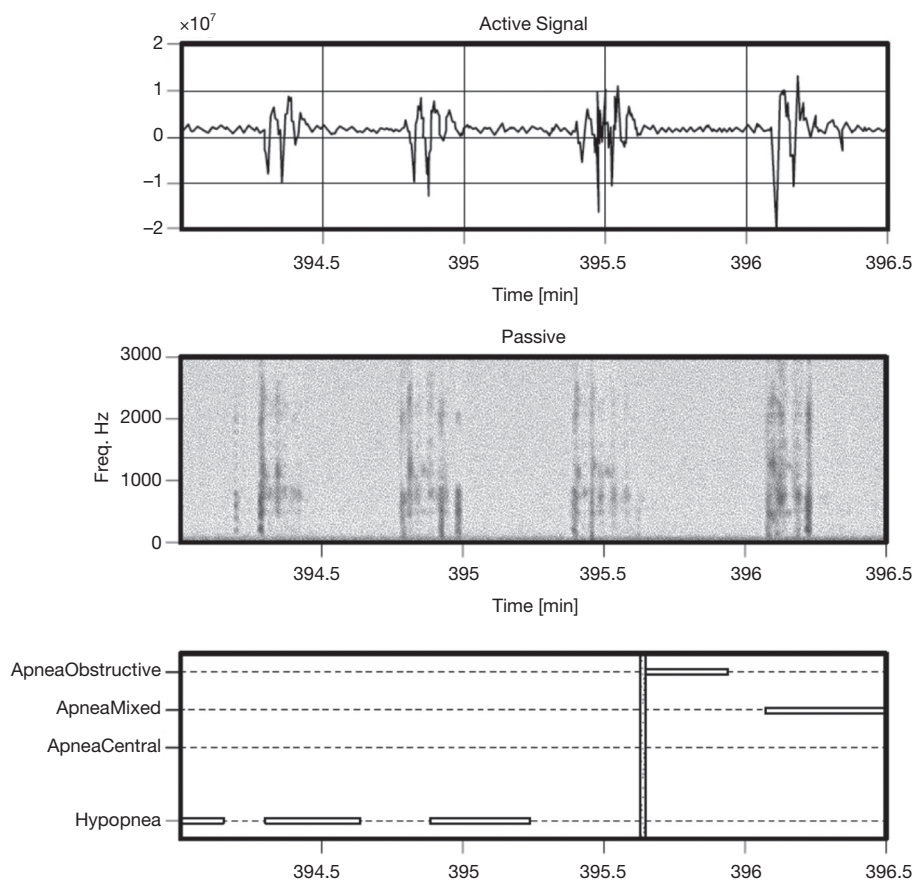 ×10⁷
Active Signal
2
1
0
−1
−2
394.5 395 395.5 396 396.5
Time [min]
Passive
Freq. Hz
3000
2000
1000
0
394.5 395 395.5 396 396.5
Time [min]
ApneaObstructive
ApneaMixed
ApneaCentral
Hypopnea
394.5 395 395.5 396 396.5